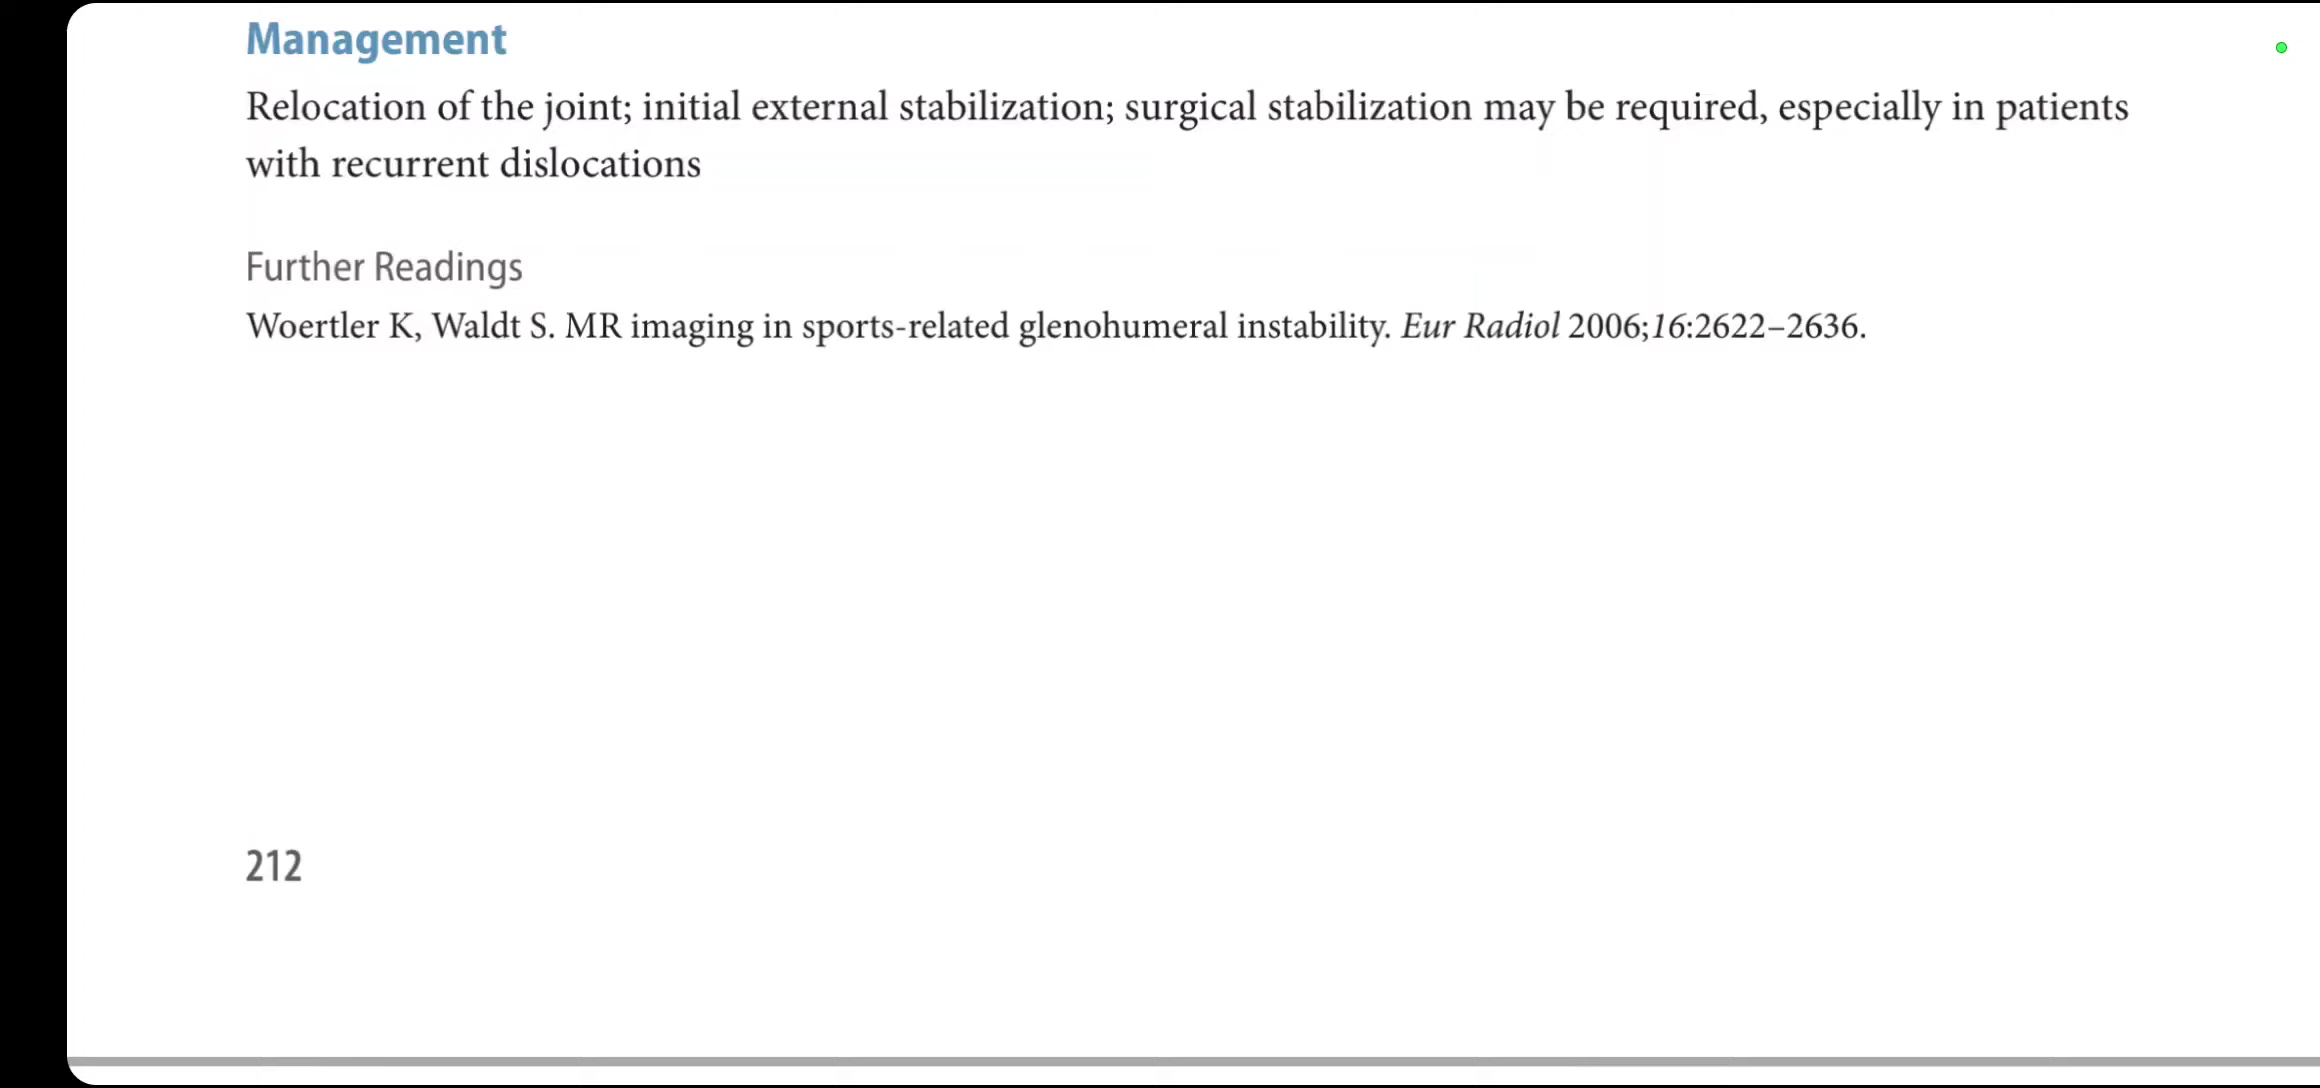 Management
Relocation of the joint; initial external stabilization; surgical stabilization may be required, especially in patients
with recurrent dislocations
Further Readings
Woertler K, Waldt S. MR imaging in sports-related glenohumeral instability. Eur Radiol 2006;16:2622–2636.
212